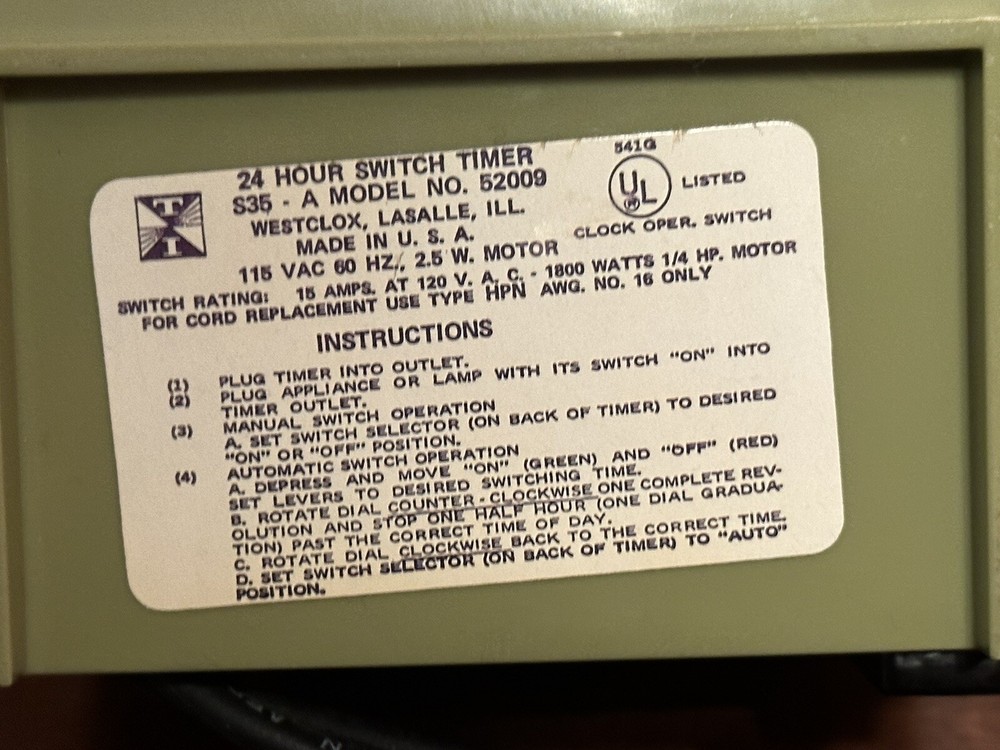 24 HOUR SWITCH TIMER
S35 - A MODEL NO. 52009
WESTCLOX, LASALLE, ILL.
MADE IN U. S. A.
115 VAC 60 HZ., 2.5 W. MOTOR
T I
541G
UL LISTED
CLOCK OPER. SWITCH
SWITCH RATING: 15 AMPS. AT 120 V. A. C. - 1800 WATTS 1/4 HP. MOTOR
FOR CORD REPLACEMENT USE TYPE HPN AWG. NO. 16 ONLY
INSTRUCTIONS
(1) PLUG TIMER INTO OUTLET.
(2) PLUG APPLIANCE OR LAMP WITH ITS SWITCH "ON" INTO
TIMER OUTLET.
(3) MANUAL SWITCH OPERATION
A. SET SWITCH SELECTOR (ON BACK OF TIMER) TO DESIRED
"ON" OR "OFF" POSITION.
(4) AUTOMATIC SWITCH OPERATION
A. DEPRESS AND MOVE "ON" (GREEN) AND "OFF" (RED)
SET LEVERS TO DESIRED SWITCHING TIME.
B. ROTATE DIAL COUNTER-CLOCKWISE ONE COMPLETE REV-
OLUTION AND STOP ONE HALF HOUR (ONE DIAL GRADUA-
TION) PAST THE CORRECT TIME OF DAY.
C. ROTATE DIAL CLOCKWISE BACK TO THE CORRECT TIME.
D. SET SWITCH SELECTOR (ON BACK OF TIMER) TO "AUTO"
POSITION.